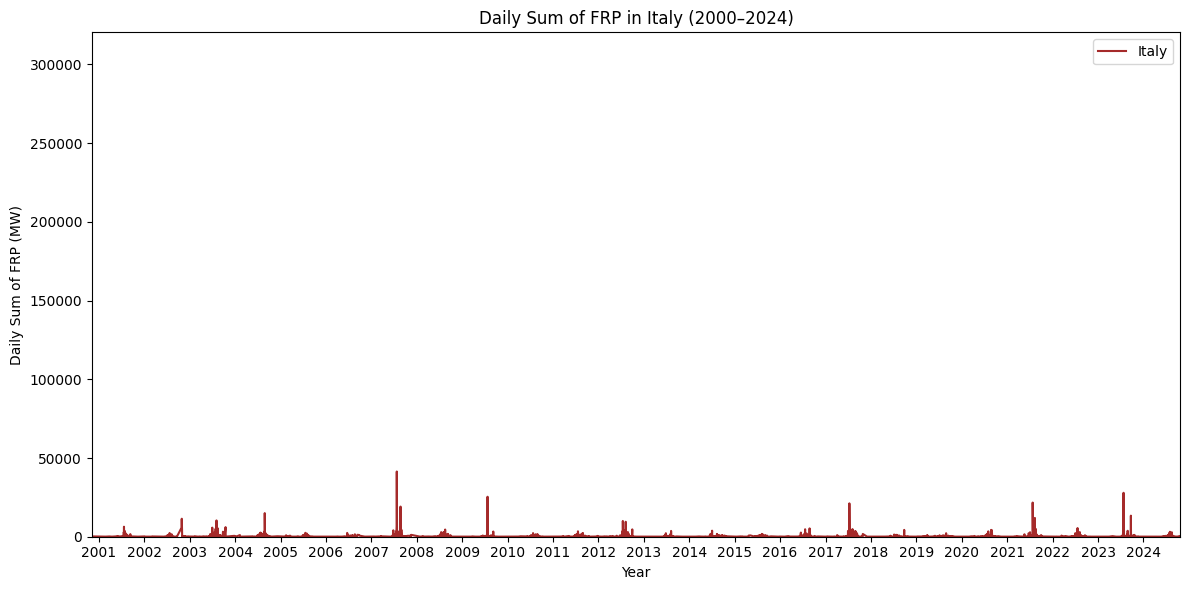 Daily Sum of FRP in Italy (2000–2024)
Italy
Daily Sum of FRP (MW)
300000
250000
200000
150000
100000
50000
0
2001 2002 2003 2004 2005 2006 2007 2008 2009 2010 2011 2012 2013 2014 2015 2016 2017 2018 2019 2020 2021 2022 2023 2024
Year